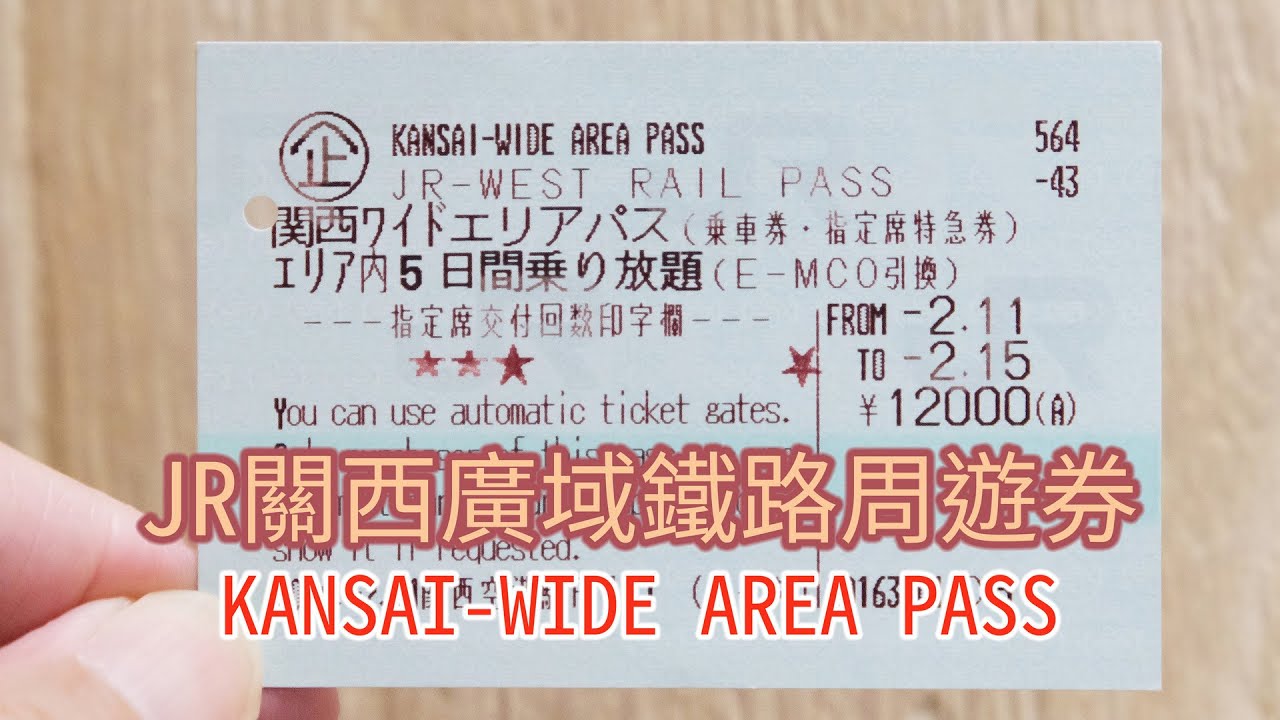 企 KANSAI-WIDE AREA PASS 564
JR-WEST RAIL PASS -43
関西ワイドエリアパス(乗車券・指定席特急券)
エリア内5日間乗り放題(E-MCO引換)
---指定席交付回数印字欄---
FROM -2.11
★★★ ★
TO -2.15
¥12000(A)
You can use automatic ticket gates.
JR關西廣域鐵路周遊券
show it if requested.
KANSAI-WIDE AREA PASS